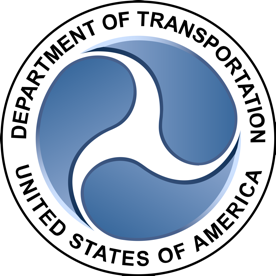 DEPARTMENT OF TRANSPORTATION
UNITED STATES OF AMERICA